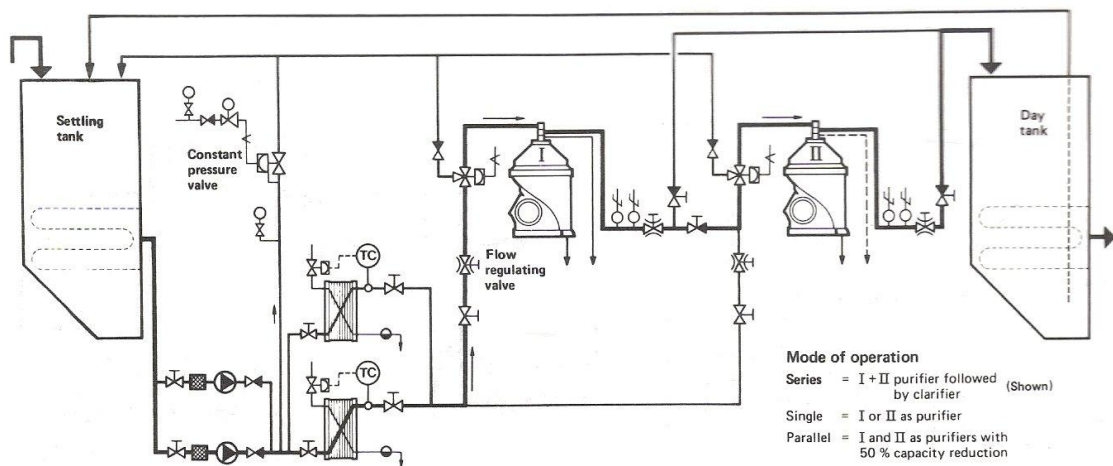 Settling
tank
Constant
pressure
valve
TC
TC
I
Flow
regulating
valve
II
Day
tank
Mode of operation
Series = I + II purifier followed
by clarifier (Shown)
Single = I or II as purifier
Parallel = I and II as purifiers with
50 % capacity reduction